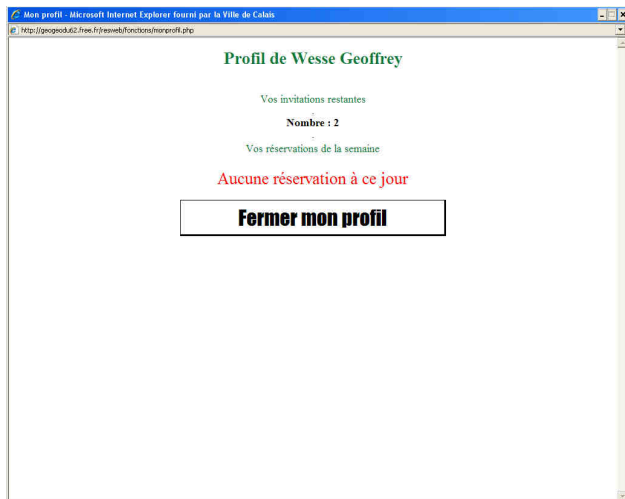 Mon profil - Microsoft Internet Explorer fourni par la Ville de Calais
http://geogeodu62.free.fr/resweb/fonctions/monprofil.php
Profil de Wesse Geoffrey
Vos invitations restantes
.
Nombre : 2
.
Vos réservations de la semaine
Aucune réservation à ce jour
Fermer mon profil